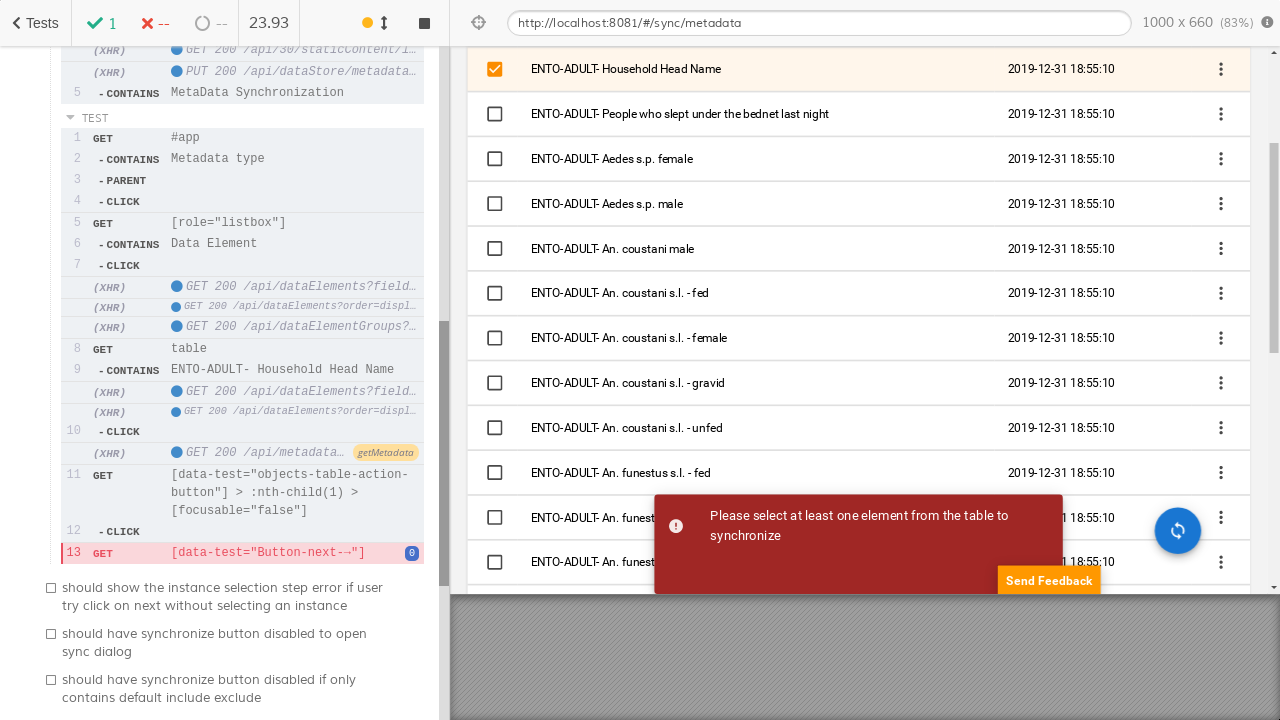 Tests 1 -- -- 23.93
http://localhost:8081/#/sync/metadata 1000 x 660 (83%)
(XHR) GET 200 /api/30/staticContent/l…
(XHR) PUT 200 /api/dataStore/metadata…
5 -CONTAINS MetaData Synchronization
TEST
1 GET #app
2 -CONTAINS Metadata type
3 -PARENT
4 -CLICK
5 GET [role="listbox"]
6 -CONTAINS Data Element
7 -CLICK
(XHR) GET 200 /api/dataElements?field…
(XHR) GET 200 /api/dataElements?order=displ…
(XHR) GET 200 /api/dataElementGroups?…
8 GET table
9 -CONTAINS ENTO-ADULT- Household Head Name
(XHR) GET 200 /api/dataElements?field…
(XHR) GET 200 /api/dataElements?order=displ…
10 -CLICK
(XHR) GET 200 /api/metadata… getMetadata
11 GET [data-test="objects-table-action-
button"] > :nth-child(1) >
[focusable="false"]
12 -CLICK
13 GET [data-test="Button-next-→"] 0
should show the instance selection step error if user
try click on next without selecting an instance
should have synchronize button disabled to open
sync dialog
should have synchronize button disabled if only
contains default include exclude
ENTO-ADULT- Household Head Name 2019-12-31 18:55:10
ENTO-ADULT- People who slept under the bednet last night 2019-12-31 18:55:10
ENTO-ADULT- Aedes s.p. female 2019-12-31 18:55:10
ENTO-ADULT- Aedes s.p. male 2019-12-31 18:55:10
ENTO-ADULT- An. coustani male 2019-12-31 18:55:10
ENTO-ADULT- An. coustani s.l. - fed 2019-12-31 18:55:10
ENTO-ADULT- An. coustani s.l. - female 2019-12-31 18:55:10
ENTO-ADULT- An. coustani s.l. - gravid 2019-12-31 18:55:10
ENTO-ADULT- An. coustani s.l. - unfed 2019-12-31 18:55:10
ENTO-ADULT- An. funestus s.l. - fed 2019-12-31 18:55:10
ENTO-ADULT- An. funest 31 18:55:10
ENTO-ADULT- An. funest 31 18:55:10
Please select at least one element from the table to
synchronize
Send Feedback